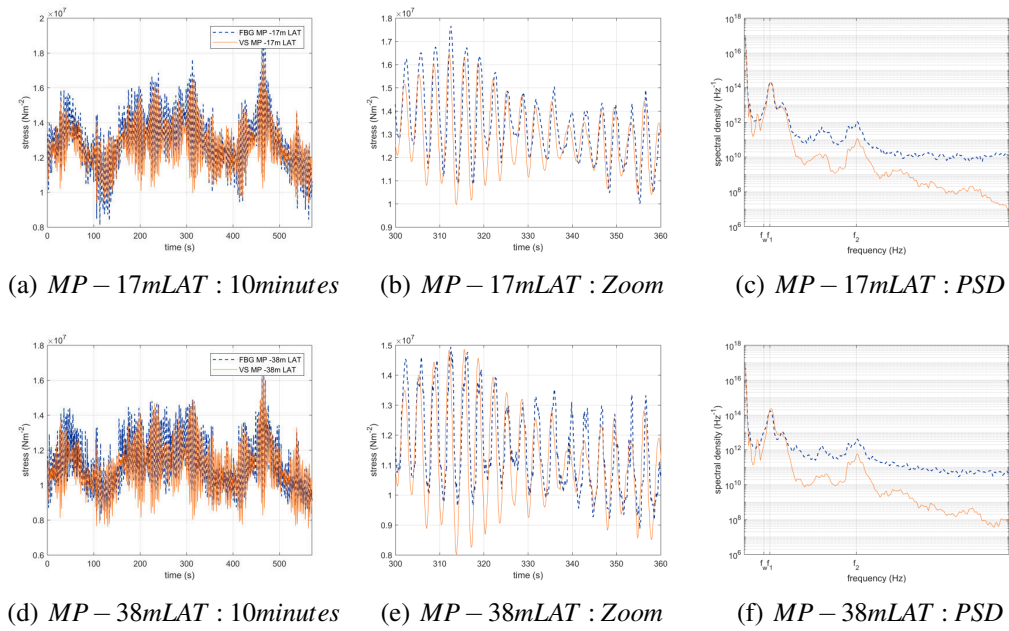 ×10⁷
2
1.8
1.6
1.4
1.2
1
0.8
stress (Nm⁻²)
FBG MP -17m LAT
VS MP -17m LAT
0 100 200 300 400 500
time (s)
(a) MP − 17mLAT : 10minutes
×10⁷
1.8
1.7
1.6
1.5
1.4
1.3
1.2
1.1
1
0.9
stress (Nm⁻²)
300 310 320 330 340 350 360
time (s)
(b) MP − 17mLAT : Zoom
10¹⁸
10¹⁶
10¹⁴
10¹²
10¹⁰
10⁸
10⁶
spectral density (Hz⁻¹)
f_w f₁ f₂
frequency (Hz)
(c) MP − 17mLAT : PSD
×10⁷
1.8
1.6
1.4
1.2
1
0.8
0.6
stress (Nm⁻²)
FBG MP -38m LAT
VS MP -38m LAT
0 100 200 300 400 500
time (s)
(d) MP − 38mLAT : 10minutes
×10⁷
1.5
1.4
1.3
1.2
1.1
1
0.9
0.8
stress (Nm⁻²)
300 310 320 330 340 350 360
time (s)
(e) MP − 38mLAT : Zoom
10¹⁸
10¹⁶
10¹⁴
10¹²
10¹⁰
10⁸
10⁶
spectral density (Hz⁻¹)
f_w f₁ f₂
frequency (Hz)
(f) MP − 38mLAT : PSD